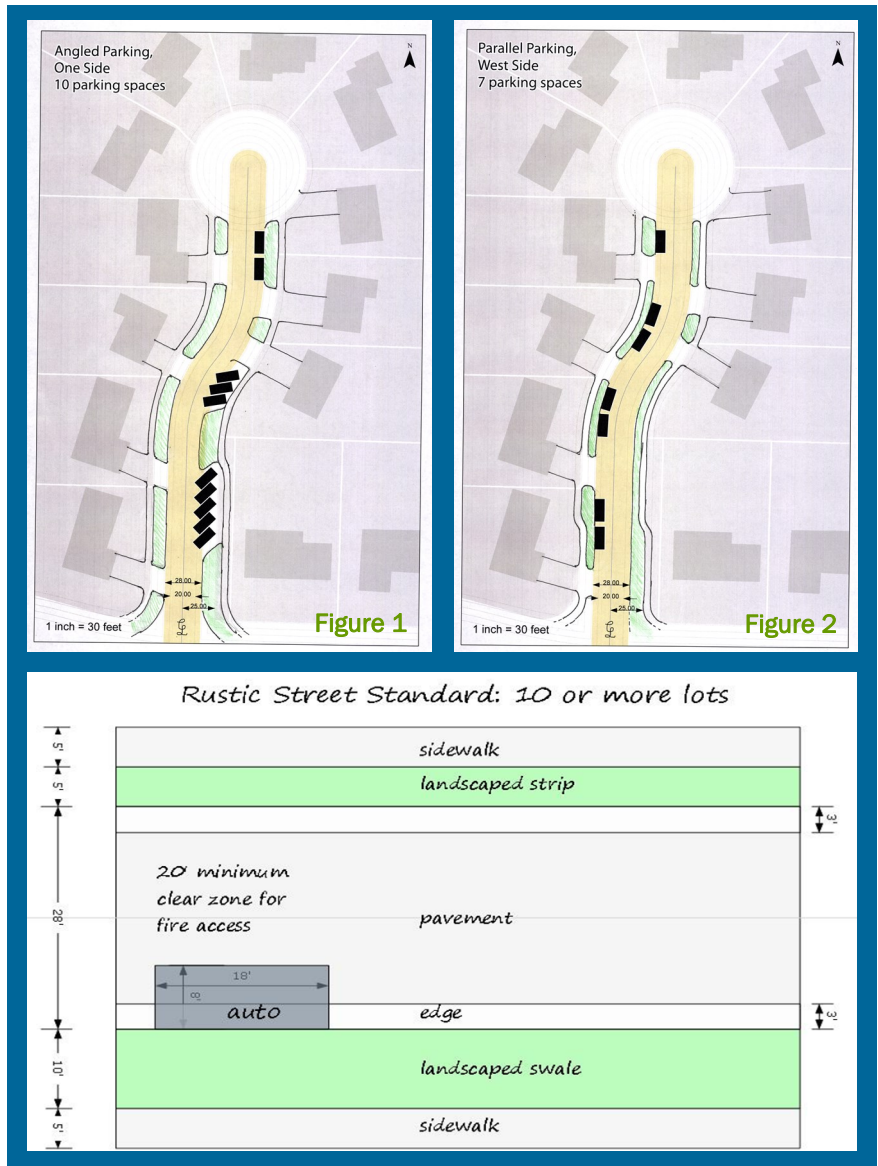 Angled Parking,
One Side
10 parking spaces
N
28.00
20.00
25.00
1 inch = 30 feet
Figure 1
Parallel Parking,
West Side
7 parking spaces
N
28.00
20.00
25.00
1 inch = 30 feet
Figure 2
Rustic Street Standard: 10 or more lots
5'
sidewalk
5'
landscaped strip
3'
20' minimum
clear zone for
fire access
28'
pavement
18'
8'
auto
edge
3'
10'
landscaped swale
5'
sidewalk